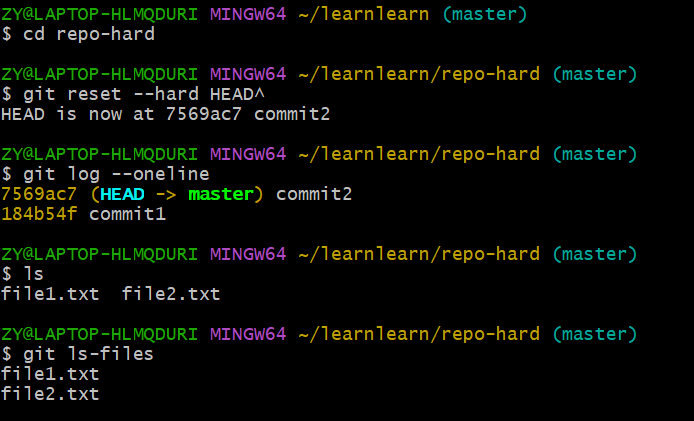 ZY@LAPTOP-HLMQDURI MINGW64 ~/learnlearn (master)
$ cd repo-hard
ZY@LAPTOP-HLMQDURI MINGW64 ~/learnlearn/repo-hard (master)
$ git reset --hard HEAD^
HEAD is now at 7569ac7 commit2
ZY@LAPTOP-HLMQDURI MINGW64 ~/learnlearn/repo-hard (master)
$ git log --oneline
7569ac7 (HEAD -> master) commit2
184b54f commit1
ZY@LAPTOP-HLMQDURI MINGW64 ~/learnlearn/repo-hard (master)
$ ls
file1.txt  file2.txt
ZY@LAPTOP-HLMQDURI MINGW64 ~/learnlearn/repo-hard (master)
$ git ls-files
file1.txt
file2.txt